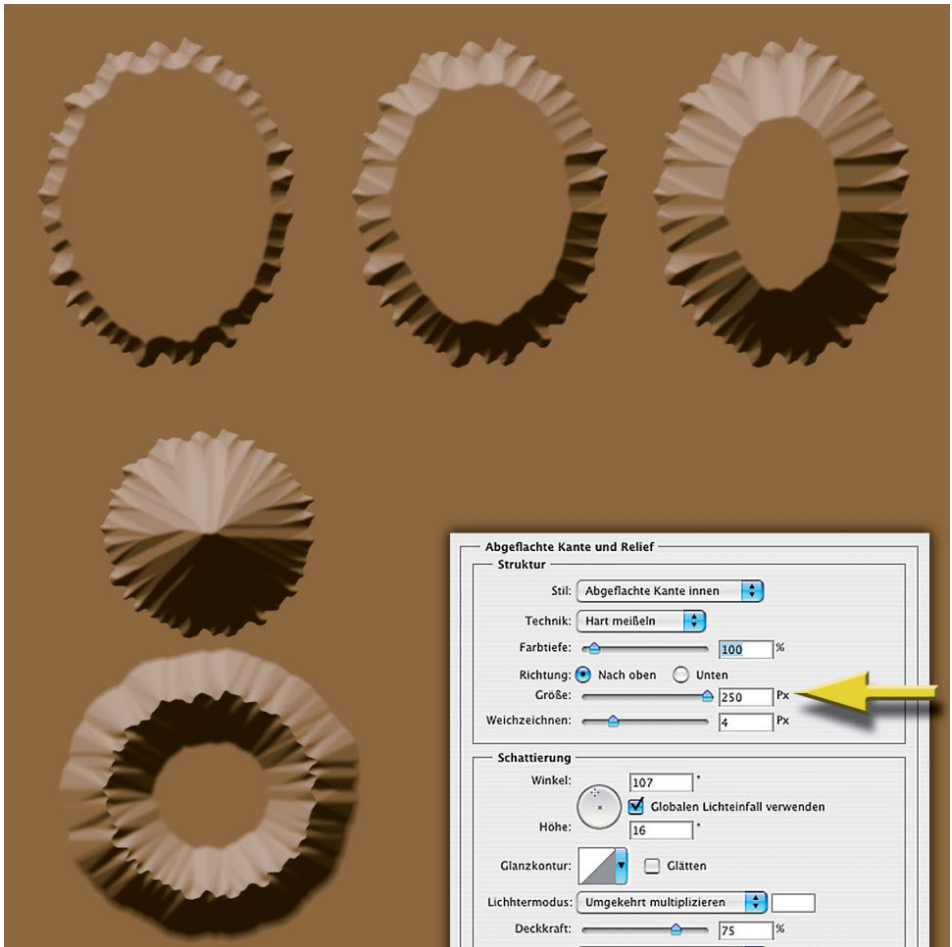 Abgeflachte Kante und Relief
Struktur
Stil: Abgeflachte Kante innen
Technik: Hart meißeln
Farbtiefe: 100 %
Richtung: Nach oben Unten
Größe: 250 Px
Weichzeichnen: 4 Px
Schattierung
Winkel: 107 °
Globalen Lichteinfall verwenden
Höhe: 16 °
Glanzkontur: Glätten
Lichtermodus: Umgekehrt multiplizieren
Deckkraft: 75 %